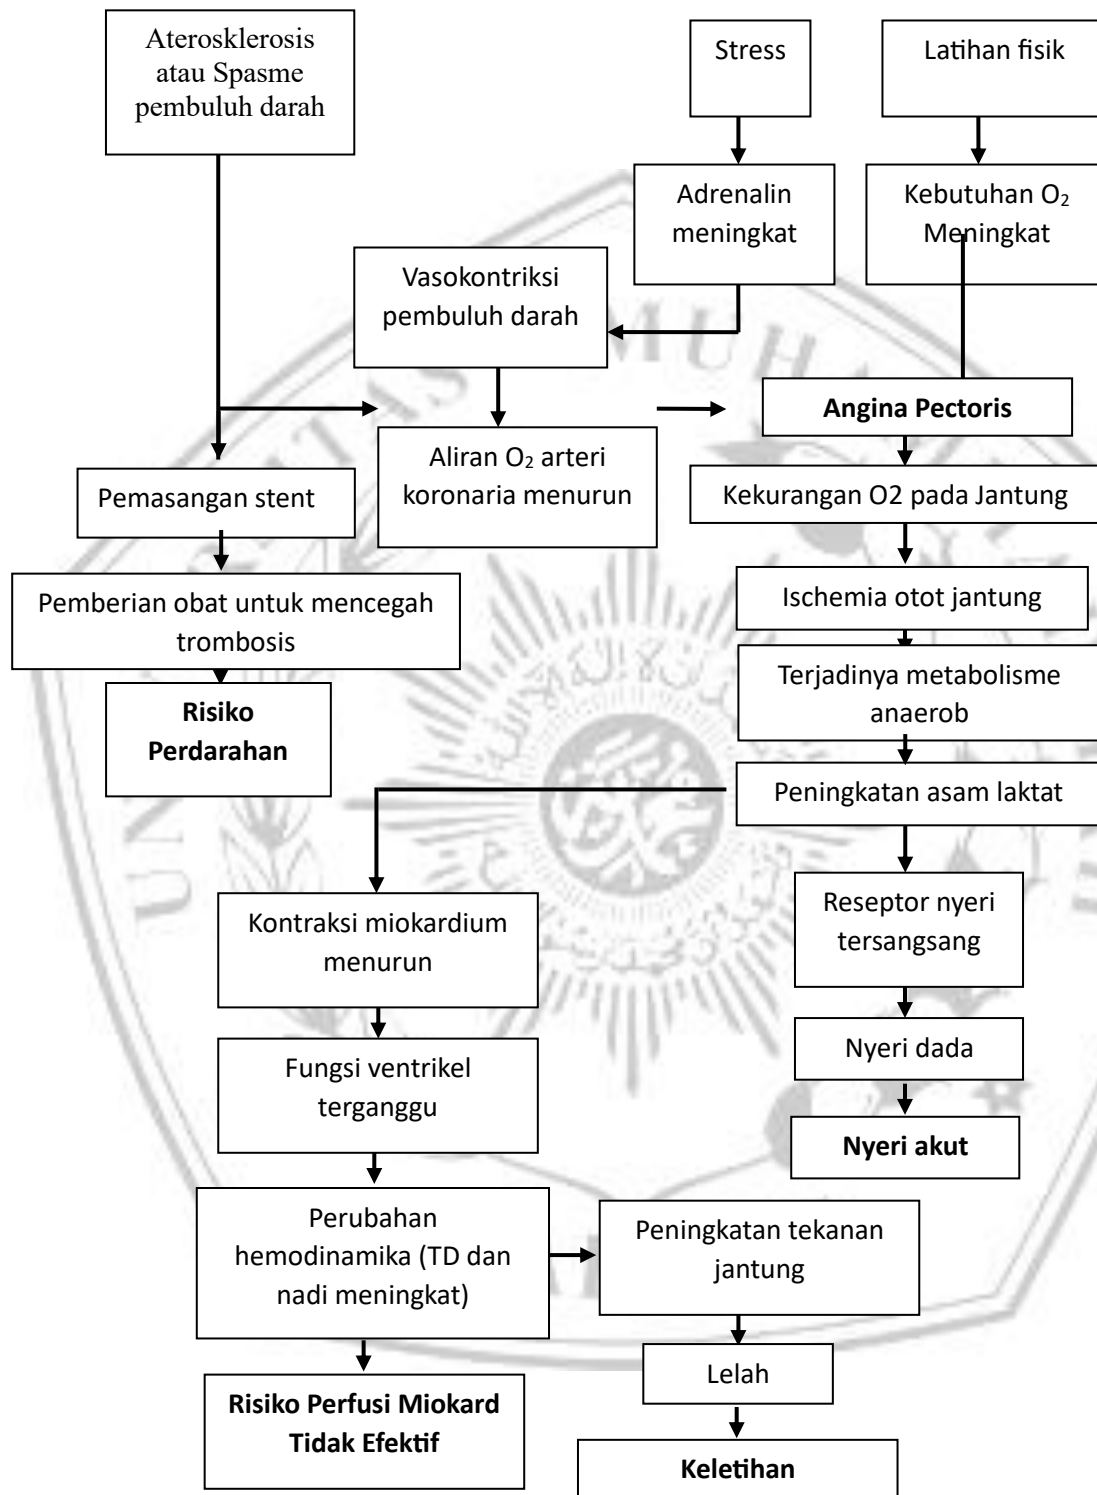 Aterosklerosis
atau Spasme
pembuluh darah
Stress
Latihan fisik
Adrenalin
meningkat
Kebutuhan O₂
Meningkat
Vasokontriksi
pembuluh darah
Angina Pectoris
Aliran O₂ arteri
koronaria menurun
Pemasangan stent
Kekurangan O2 pada Jantung
Pemberian obat untuk mencegah
trombosis
Ischemia otot jantung
Risiko
Perdarahan
Terjadinya metabolisme
anaerob
Peningkatan asam laktat
Kontraksi miokardium
menurun
Reseptor nyeri
tersangsang
Fungsi ventrikel
terganggu
Nyeri dada
Nyeri akut
Perubahan
hemodinamika (TD dan
nadi meningkat)
Peningkatan tekanan
jantung
Lelah
Risiko Perfusi Miokard
Tidak Efektif
Keletihan